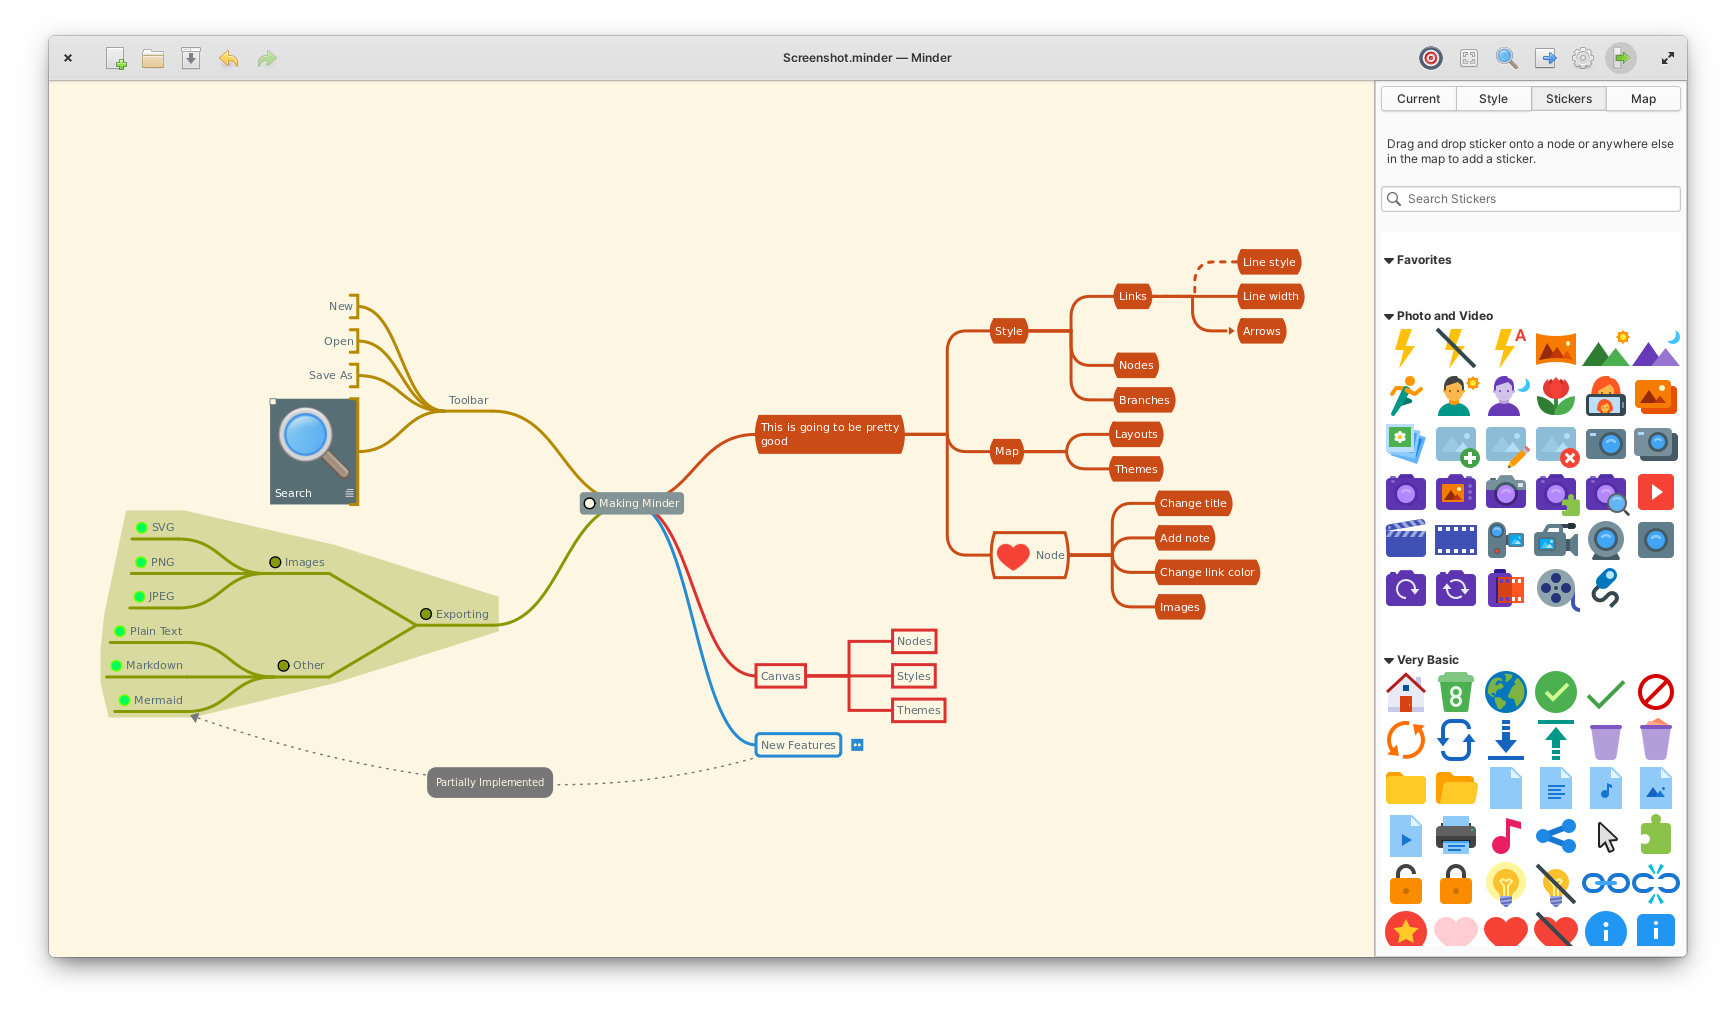 Screenshot.minder — Minder
Current
Style
Stickers
Map
Drag and drop sticker onto a node or anywhere else
in the map to add a sticker.
Search Stickers
Favorites
Photo and Video
A
Very Basic
8
New
Open
Save As
Search
Toolbar
SVG
PNG
JPEG
Images
Plain Text
Markdown
Mermaid
Other
Exporting
Making Minder
This is going to be pretty
good
Style
Links
Line style
Line width
Arrows
Nodes
Branches
Map
Layouts
Themes
Node
Change title
Add note
Change link color
Images
Canvas
Nodes
Styles
Themes
New Features
Partially Implemented